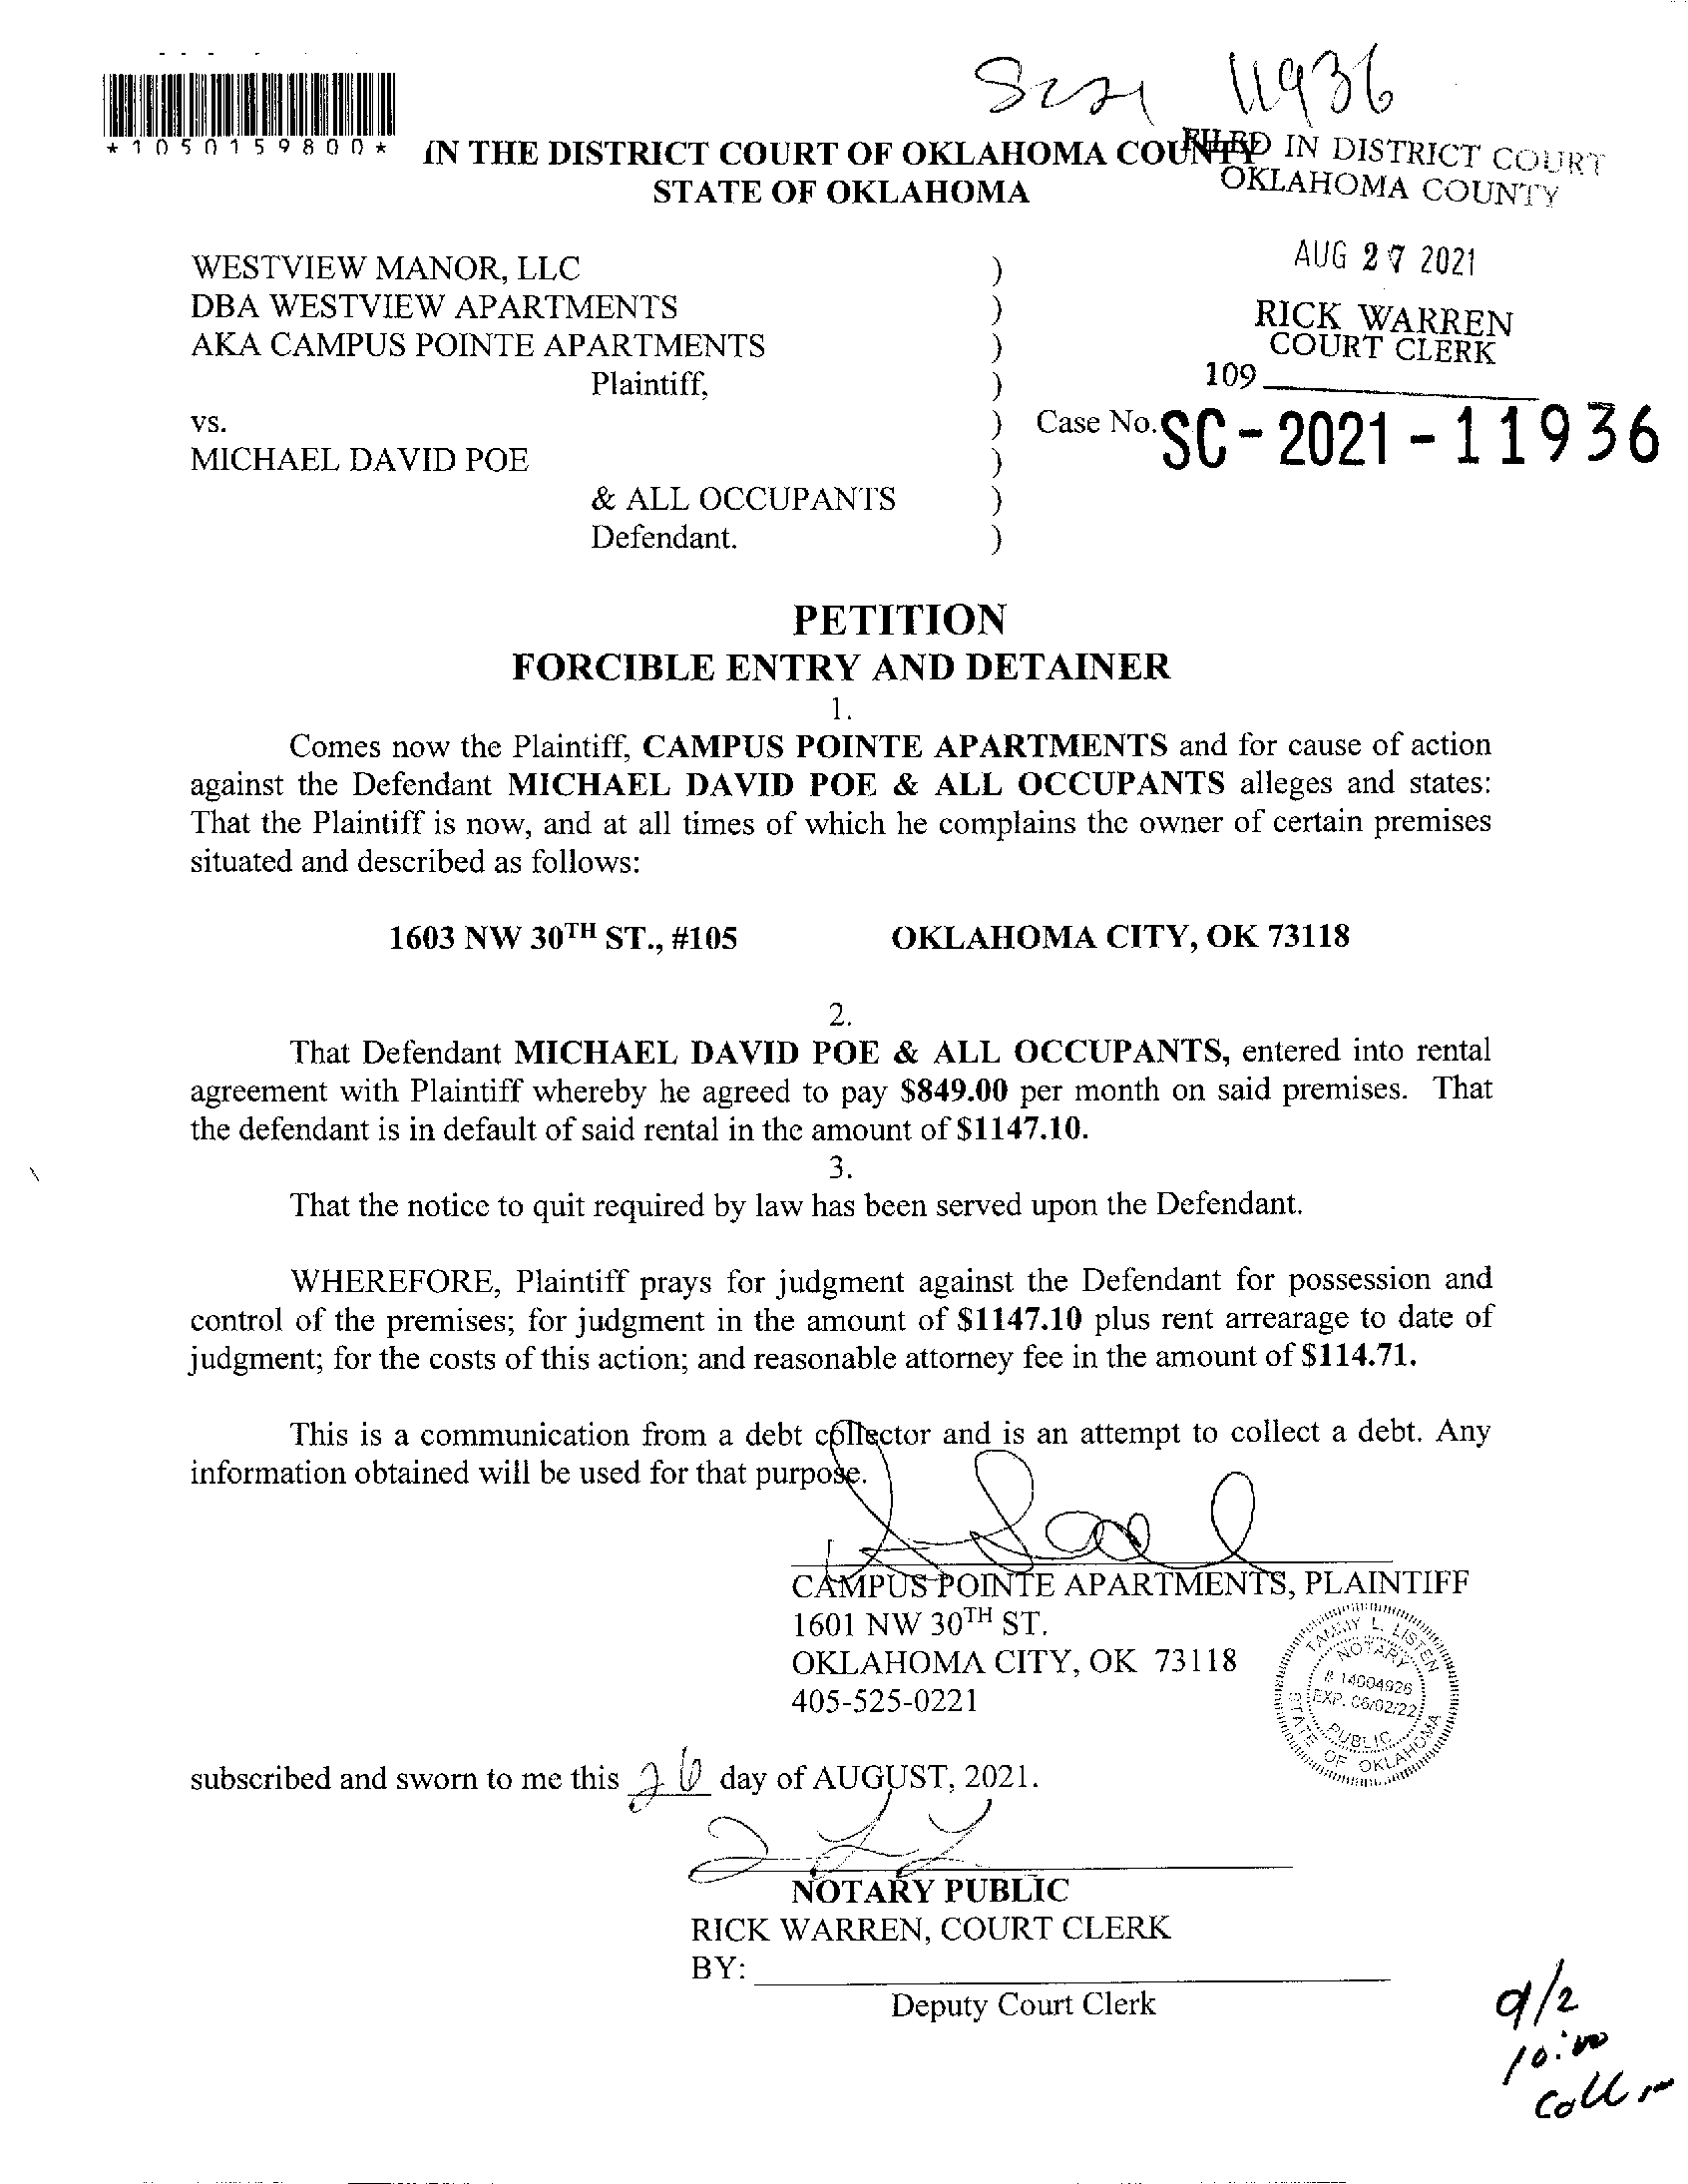 11936
*1050159800*
IN THE DISTRICT COURT OF OKLAHOMA COUNTY
STATE OF OKLAHOMA
FILED IN DISTRICT COURT
OKLAHOMA COUNTY
AUG 27 2021
RICK WARREN
COURT CLERK
109
WESTVIEW MANOR, LLC )
DBA WESTVIEW APARTMENTS )
AKA CAMPUS POINTE APARTMENTS )
Plaintiff, )
vs. ) Case No. SC-2021-11936
MICHAEL DAVID POE )
& ALL OCCUPANTS )
Defendant. )
PETITION
FORCIBLE ENTRY AND DETAINER
1.
Comes now the Plaintiff, CAMPUS POINTE APARTMENTS and for cause of action
against the Defendant MICHAEL DAVID POE & ALL OCCUPANTS alleges and states:
That the Plaintiff is now, and at all times of which he complains the owner of certain premises
situated and described as follows:
1603 NW 30TH ST., #105 OKLAHOMA CITY, OK 73118
2.
That Defendant MICHAEL DAVID POE & ALL OCCUPANTS, entered into rental
agreement with Plaintiff whereby he agreed to pay $849.00 per month on said premises. That
the defendant is in default of said rental in the amount of $1147.10.
3.
That the notice to quit required by law has been served upon the Defendant.
WHEREFORE, Plaintiff prays for judgment against the Defendant for possession and
control of the premises; for judgment in the amount of $1147.10 plus rent arrearage to date of
judgment; for the costs of this action; and reasonable attorney fee in the amount of $114.71.
This is a communication from a debt collector and is an attempt to collect a debt. Any
information obtained will be used for that purpose.
CAMPUS POINTE APARTMENTS, PLAINTIFF
1601 NW 30TH ST.
OKLAHOMA CITY, OK 73118
405-525-0221
TAMMY L. LISTEN
NOTARY
# 14004926
EXP. 06/02/22
PUBLIC
STATE OF OKLAHOMA
subscribed and sworn to me this 26 day of AUGUST, 2021.
NOTARY PUBLIC
RICK WARREN, COURT CLERK
BY:
Deputy Court Clerk
9/2
10:00